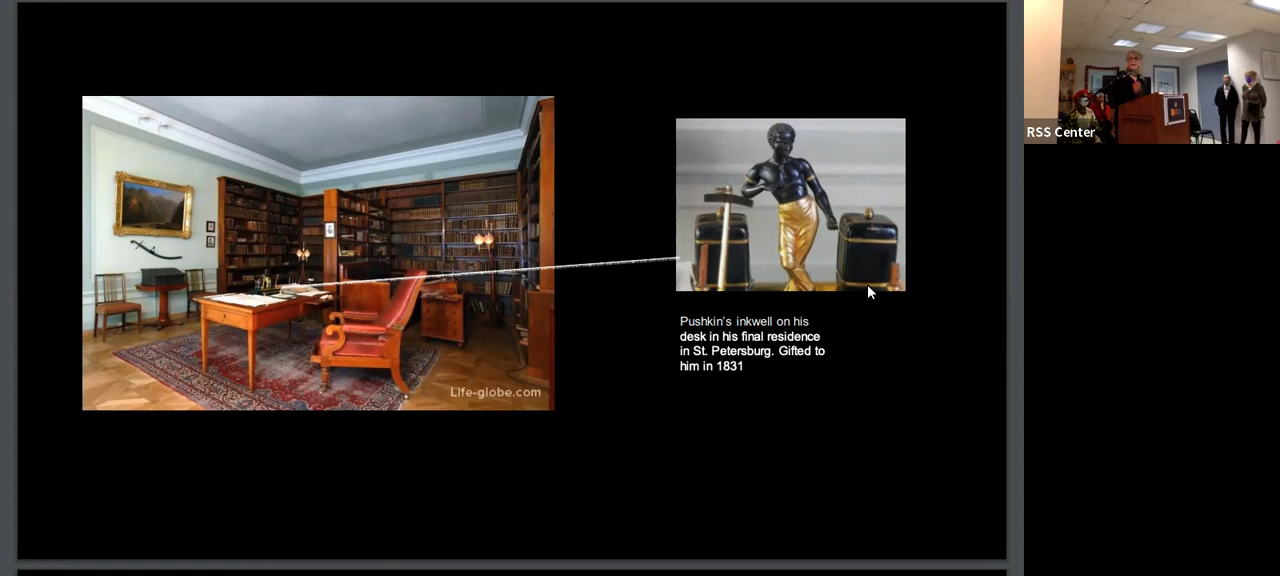 RSS Center
Life-globe.com
Pushkin's inkwell on his
desk in his final residence
in St. Petersburg. Gifted to
him in 1831